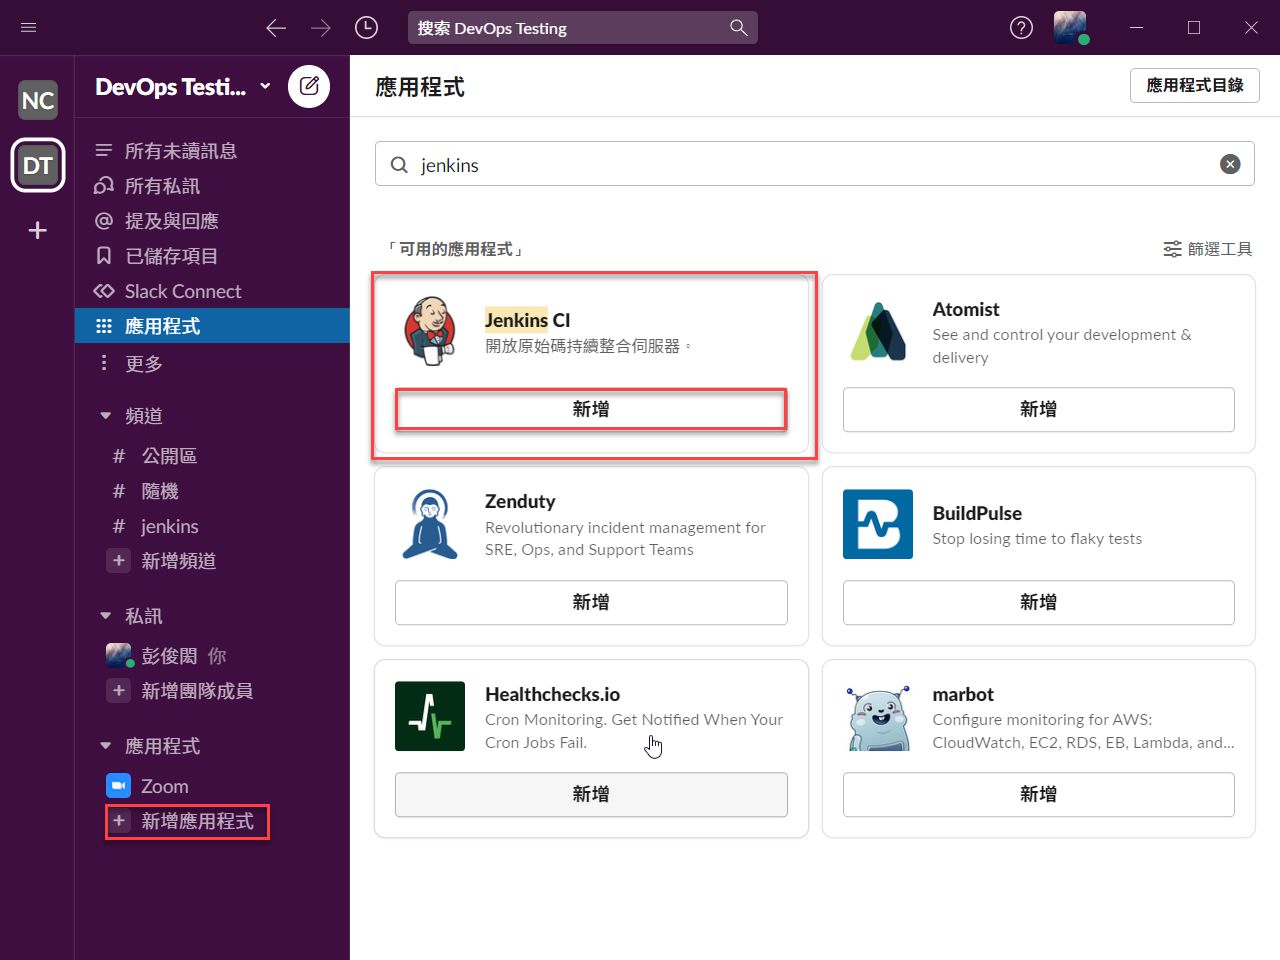 搜索 DevOps Testing
NC
DT
DevOps Testi...
所有未讀訊息
所有私訊
提及與回應
已儲存項目
Slack Connect
應用程式
更多
頻道
# 公開區
# 隨機
# jenkins
+ 新增頻道
私訊
彭俊閎 你
+ 新增團隊成員
應用程式
Zoom
+ 新增應用程式
應用程式
應用程式目錄
jenkins
「可用的應用程式」
篩選工具
Jenkins CI
開放原始碼持續整合伺服器。
新增
Atomist
See and control your development &
delivery
新增
Zenduty
Revolutionary incident management for
SRE, Ops, and Support Teams
新增
BuildPulse
Stop losing time to flaky tests
新增
Healthchecks.io
Cron Monitoring. Get Notified When Your
Cron Jobs Fail.
新增
marbot
Configure monitoring for AWS:
CloudWatch, EC2, RDS, EB, Lambda, and...
新增